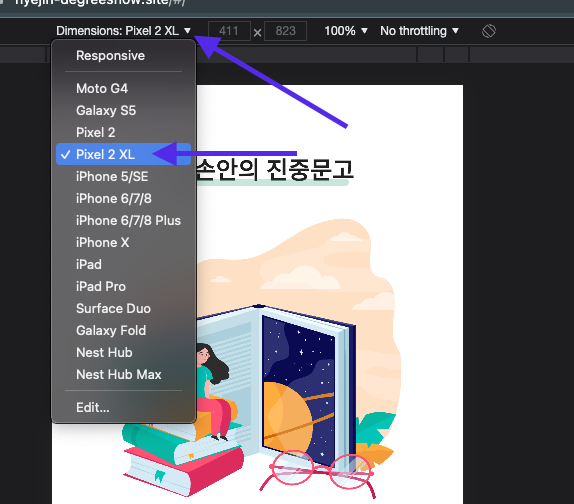 hyejin-degreeshow.site/#/
Dimensions: Pixel 2 XL ▼ 411 × 823 100% ▼ No throttling ▼
Responsive
Moto G4
Galaxy S5
Pixel 2
✓ Pixel 2 XL
손안의 진중문고
iPhone 5/SE
iPhone 6/7/8
iPhone 6/7/8 Plus
iPhone X
iPad
iPad Pro
Surface Duo
Galaxy Fold
Nest Hub
Nest Hub Max
Edit...